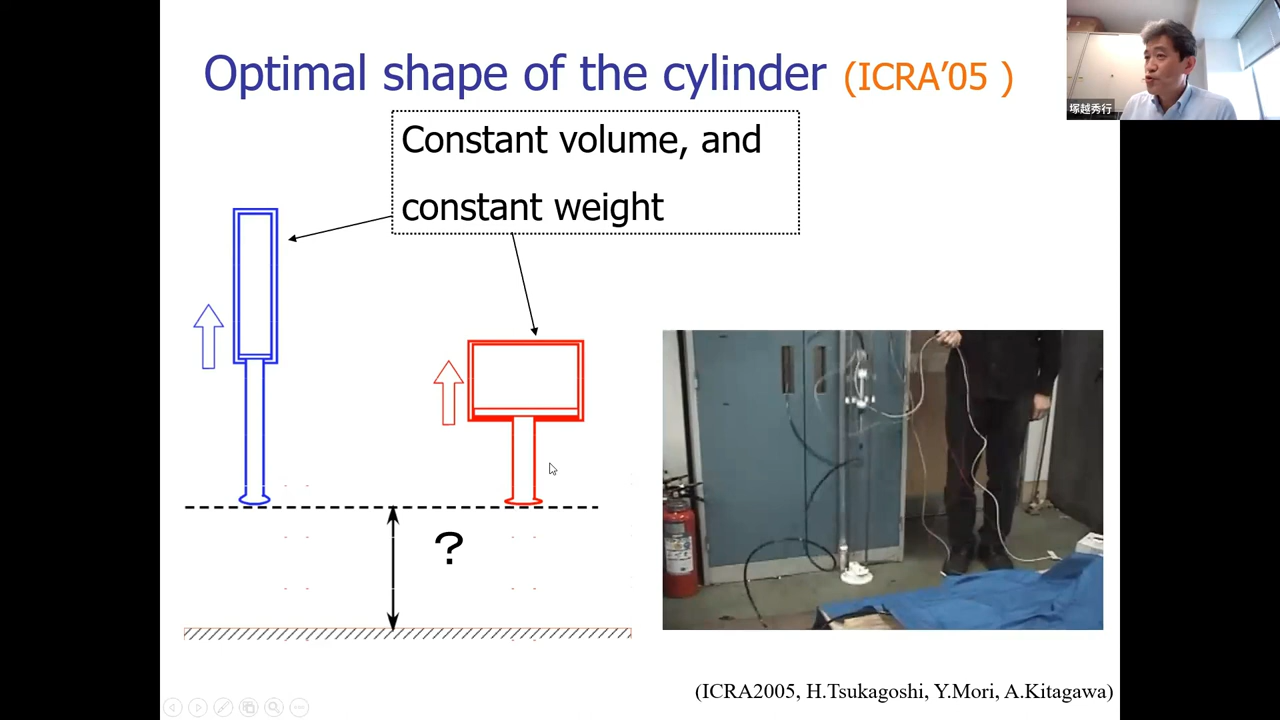 Optimal shape of the cylinder (ICRA'05 )
塚越秀行
Constant volume, and
constant weight
?
(ICRA2005, H.Tsukagoshi, Y.Mori, A.Kitagawa)